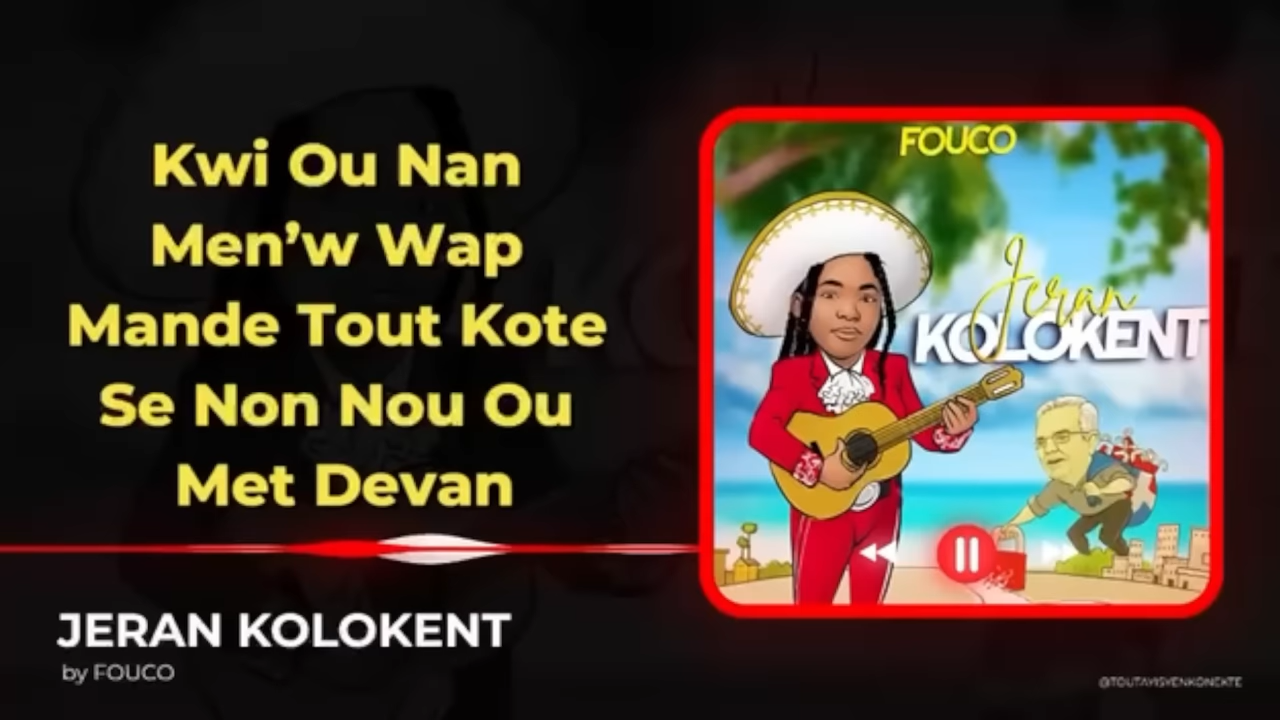 Kwi Ou Nan
Men’w Wap
Mande Tout Kote
Se Non Nou Ou
Met Devan
JERAN KOLOKENT
by FOUCO
FOUCO
Jeran
KOLOKENT
@TOUTAYISYENKONEKTE